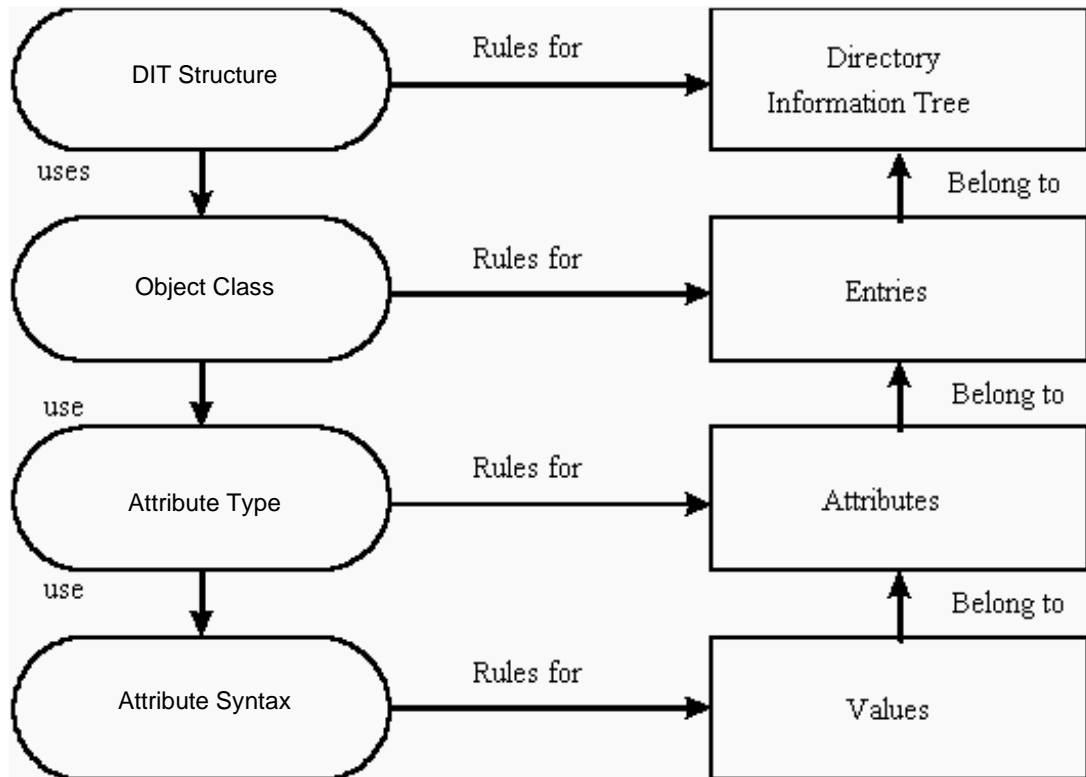 DIT Structure
Rules for
Directory
Information Tree
uses
Belong to
Object Class
Rules for
Entries
use
Belong to
Attribute Type
Rules for
Attributes
use
Belong to
Attribute Syntax
Rules for
Values